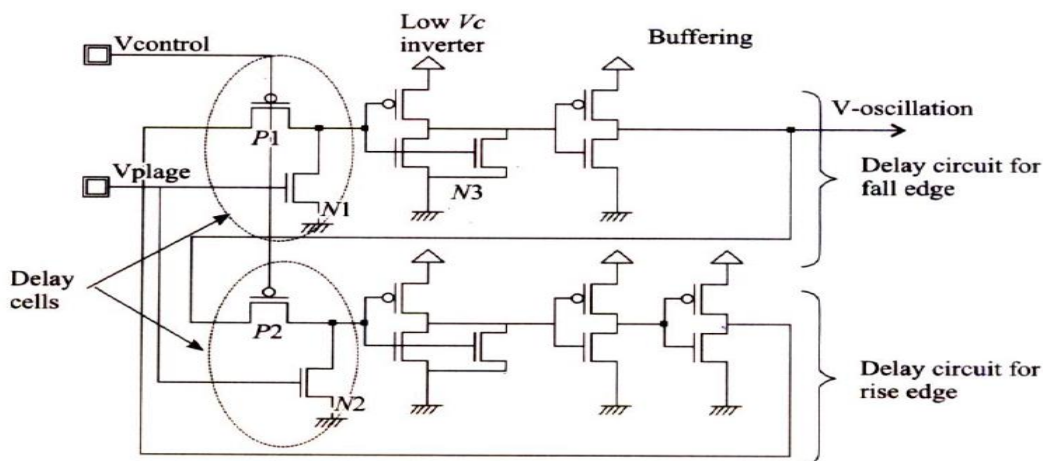 Vcontrol
Low Vc
inverter
Buffering
V-oscillation
P1
Vplage
N1
N3
Delay circuit for
fall edge
Delay
cells
P2
N2
Delay circuit for
rise edge